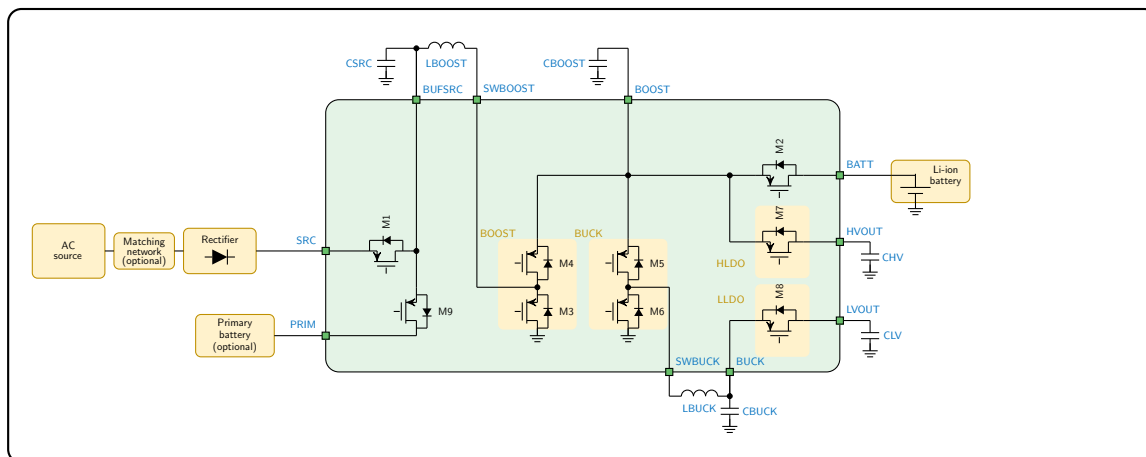 CSRC
LBOOST
CBOOST
BUFSRC
SWBOOST
BOOST
M2
BATT
Li-ion
battery
AC
source
Matching
network
(optional)
Rectifier
SRC
M1
BOOST
BUCK
M4
M5
M7
HVOUT
CHV
HLDO
Primary
battery
(optional)
PRIM
M9
M3
M6
LLDO
M8
LVOUT
CLV
SWBUCK
BUCK
LBUCK
CBUCK